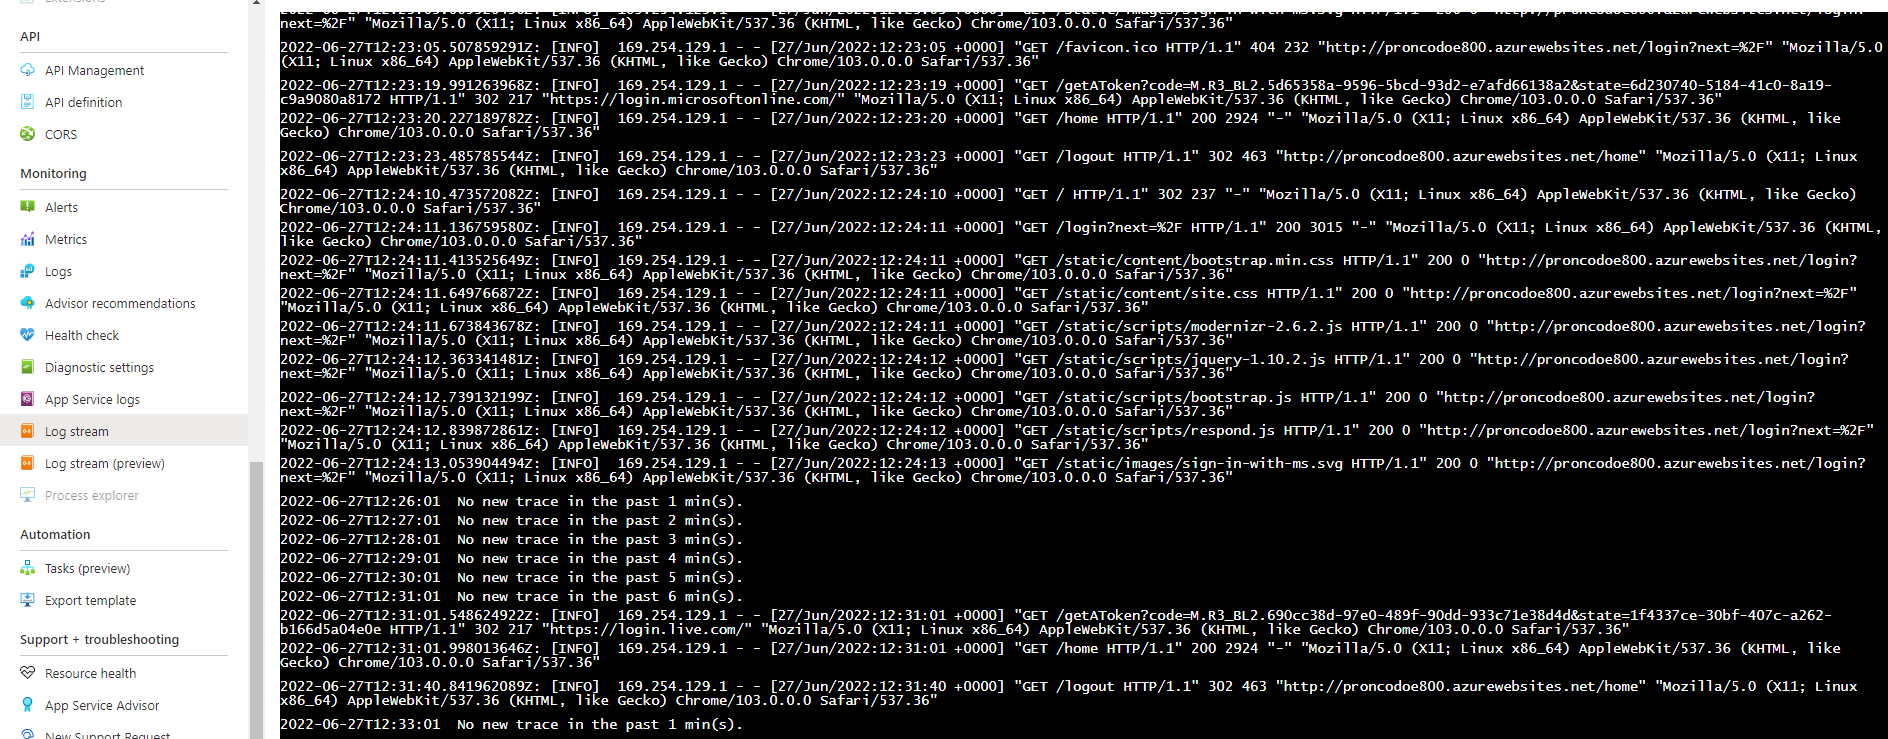 Extensions
API
API Management
API definition
CORS
Monitoring
Alerts
Metrics
Logs
Advisor recommendations
Health check
Diagnostic settings
App Service logs
Log stream
Log stream (preview)
Process explorer
Automation
Tasks (preview)
Export template
Support + troubleshooting
Resource health
App Service Advisor
New Support Request
next=%2F" "Mozilla/5.0 (X11; Linux x86_64) AppleWebKit/537.36 (KHTML, like Gecko) Chrome/103.0.0.0 Safari/537.36"
2022-06-27T12:23:05.507859291Z: [INFO]  169.254.129.1 - - [27/Jun/2022:12:23:05 +0000] "GET /favicon.ico HTTP/1.1" 404 232 "http://proncodoe800.azurewebsites.net/login?next=%2F" "Mozilla/5.0
(X11; Linux x86_64) AppleWebKit/537.36 (KHTML, like Gecko) Chrome/103.0.0.0 Safari/537.36"
2022-06-27T12:23:19.991263968Z: [INFO]  169.254.129.1 - - [27/Jun/2022:12:23:19 +0000] "GET /getAToken?code=M.R3_BL2.5d65358a-9596-5bcd-93d2-e7afd66138a2&state=6d230740-5184-41c0-8a19-
c9a9080a8172 HTTP/1.1" 302 217 "https://login.microsoftonline.com/" "Mozilla/5.0 (X11; Linux x86_64) AppleWebKit/537.36 (KHTML, like Gecko) Chrome/103.0.0.0 Safari/537.36"
2022-06-27T12:23:20.227189782Z: [INFO]  169.254.129.1 - - [27/Jun/2022:12:23:20 +0000] "GET /home HTTP/1.1" 200 2924 "-" "Mozilla/5.0 (X11; Linux x86_64) AppleWebKit/537.36 (KHTML, like
Gecko) Chrome/103.0.0.0 Safari/537.36"
2022-06-27T12:23:23.485785544Z: [INFO]  169.254.129.1 - - [27/Jun/2022:12:23:23 +0000] "GET /logout HTTP/1.1" 302 463 "http://proncodoe800.azurewebsites.net/home" "Mozilla/5.0 (X11; Linux
x86_64) AppleWebKit/537.36 (KHTML, like Gecko) Chrome/103.0.0.0 Safari/537.36"
2022-06-27T12:24:10.473572082Z: [INFO]  169.254.129.1 - - [27/Jun/2022:12:24:10 +0000] "GET / HTTP/1.1" 302 237 "-" "Mozilla/5.0 (X11; Linux x86_64) AppleWebKit/537.36 (KHTML, like Gecko)
Chrome/103.0.0.0 Safari/537.36"
2022-06-27T12:24:11.136759580Z: [INFO]  169.254.129.1 - - [27/Jun/2022:12:24:11 +0000] "GET /login?next=%2F HTTP/1.1" 200 3015 "-" "Mozilla/5.0 (X11; Linux x86_64) AppleWebKit/537.36 (KHTML,
like Gecko) Chrome/103.0.0.0 Safari/537.36"
2022-06-27T12:24:11.413525649Z: [INFO]  169.254.129.1 - - [27/Jun/2022:12:24:11 +0000] "GET /static/content/bootstrap.min.css HTTP/1.1" 200 0 "http://proncodoe800.azurewebsites.net/login?
next=%2F" "Mozilla/5.0 (X11; Linux x86_64) AppleWebKit/537.36 (KHTML, like Gecko) Chrome/103.0.0.0 Safari/537.36"
2022-06-27T12:24:11.649766872Z: [INFO]  169.254.129.1 - - [27/Jun/2022:12:24:11 +0000] "GET /static/content/site.css HTTP/1.1" 200 0 "http://proncodoe800.azurewebsites.net/login?next=%2F"
"Mozilla/5.0 (X11; Linux x86_64) AppleWebKit/537.36 (KHTML, like Gecko) Chrome/103.0.0.0 Safari/537.36"
2022-06-27T12:24:11.673843678Z: [INFO]  169.254.129.1 - - [27/Jun/2022:12:24:11 +0000] "GET /static/scripts/modernizr-2.6.2.js HTTP/1.1" 200 0 "http://proncodoe800.azurewebsites.net/login?
next=%2F" "Mozilla/5.0 (X11; Linux x86_64) AppleWebKit/537.36 (KHTML, like Gecko) Chrome/103.0.0.0 Safari/537.36"
2022-06-27T12:24:12.363341481Z: [INFO]  169.254.129.1 - - [27/Jun/2022:12:24:12 +0000] "GET /static/scripts/jquery-1.10.2.js HTTP/1.1" 200 0 "http://proncodoe800.azurewebsites.net/login?
next=%2F" "Mozilla/5.0 (X11; Linux x86_64) AppleWebKit/537.36 (KHTML, like Gecko) Chrome/103.0.0.0 Safari/537.36"
2022-06-27T12:24:12.739132199Z: [INFO]  169.254.129.1 - - [27/Jun/2022:12:24:12 +0000] "GET /static/scripts/bootstrap.js HTTP/1.1" 200 0 "http://proncodoe800.azurewebsites.net/login?
next=%2F" "Mozilla/5.0 (X11; Linux x86_64) AppleWebKit/537.36 (KHTML, like Gecko) Chrome/103.0.0.0 Safari/537.36"
2022-06-27T12:24:12.839872861Z: [INFO]  169.254.129.1 - - [27/Jun/2022:12:24:12 +0000] "GET /static/scripts/respond.js HTTP/1.1" 200 0 "http://proncodoe800.azurewebsites.net/login?next=%2F"
"Mozilla/5.0 (X11; Linux x86_64) AppleWebKit/537.36 (KHTML, like Gecko) Chrome/103.0.0.0 Safari/537.36"
2022-06-27T12:24:13.053904494Z: [INFO]  169.254.129.1 - - [27/Jun/2022:12:24:13 +0000] "GET /static/images/sign-in-with-ms.svg HTTP/1.1" 200 0 "http://proncodoe800.azurewebsites.net/login?
next=%2F" "Mozilla/5.0 (X11; Linux x86_64) AppleWebKit/537.36 (KHTML, like Gecko) Chrome/103.0.0.0 Safari/537.36"
2022-06-27T12:26:01  No new trace in the past 1 min(s).
2022-06-27T12:27:01  No new trace in the past 2 min(s).
2022-06-27T12:28:01  No new trace in the past 3 min(s).
2022-06-27T12:29:01  No new trace in the past 4 min(s).
2022-06-27T12:30:01  No new trace in the past 5 min(s).
2022-06-27T12:31:01  No new trace in the past 6 min(s).
2022-06-27T12:31:01.548624922Z: [INFO]  169.254.129.1 - - [27/Jun/2022:12:31:01 +0000] "GET /getAToken?code=M.R3_BL2.690cc38d-97e0-489f-90dd-933c71e38d4d&state=1f4337ce-30bf-407c-a262-
b166d5a04e0e HTTP/1.1" 302 217 "https://login.live.com/" "Mozilla/5.0 (X11; Linux x86_64) AppleWebKit/537.36 (KHTML, like Gecko) Chrome/103.0.0.0 Safari/537.36"
2022-06-27T12:31:01.998013646Z: [INFO]  169.254.129.1 - - [27/Jun/2022:12:31:01 +0000] "GET /home HTTP/1.1" 200 2924 "-" "Mozilla/5.0 (X11; Linux x86_64) AppleWebKit/537.36 (KHTML, like
Gecko) Chrome/103.0.0.0 Safari/537.36"
2022-06-27T12:31:40.841962089Z: [INFO]  169.254.129.1 - - [27/Jun/2022:12:31:40 +0000] "GET /logout HTTP/1.1" 302 463 "http://proncodoe800.azurewebsites.net/home" "Mozilla/5.0 (X11; Linux
x86_64) AppleWebKit/537.36 (KHTML, like Gecko) Chrome/103.0.0.0 Safari/537.36"
2022-06-27T12:33:01  No new trace in the past 1 min(s).